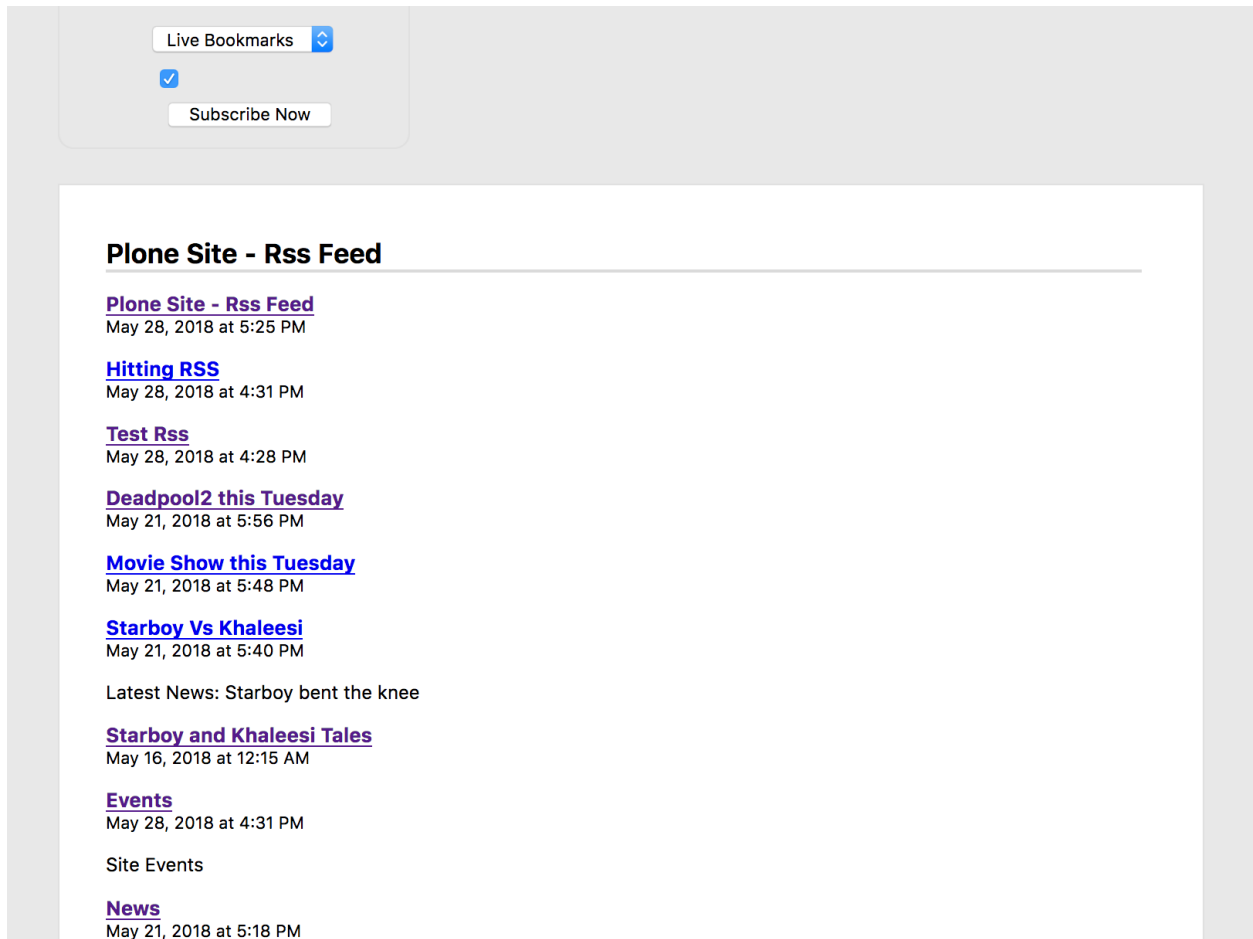 Live Bookmarks
Subscribe Now
Plone Site - Rss Feed
Plone Site - Rss Feed
May 28, 2018 at 5:25 PM
Hitting RSS
May 28, 2018 at 4:31 PM
Test Rss
May 28, 2018 at 4:28 PM
Deadpool2 this Tuesday
May 21, 2018 at 5:56 PM
Movie Show this Tuesday
May 21, 2018 at 5:48 PM
Starboy Vs Khaleesi
May 21, 2018 at 5:40 PM
Latest News: Starboy bent the knee
Starboy and Khaleesi Tales
May 16, 2018 at 12:15 AM
Events
May 28, 2018 at 4:31 PM
Site Events
News
May 21, 2018 at 5:18 PM